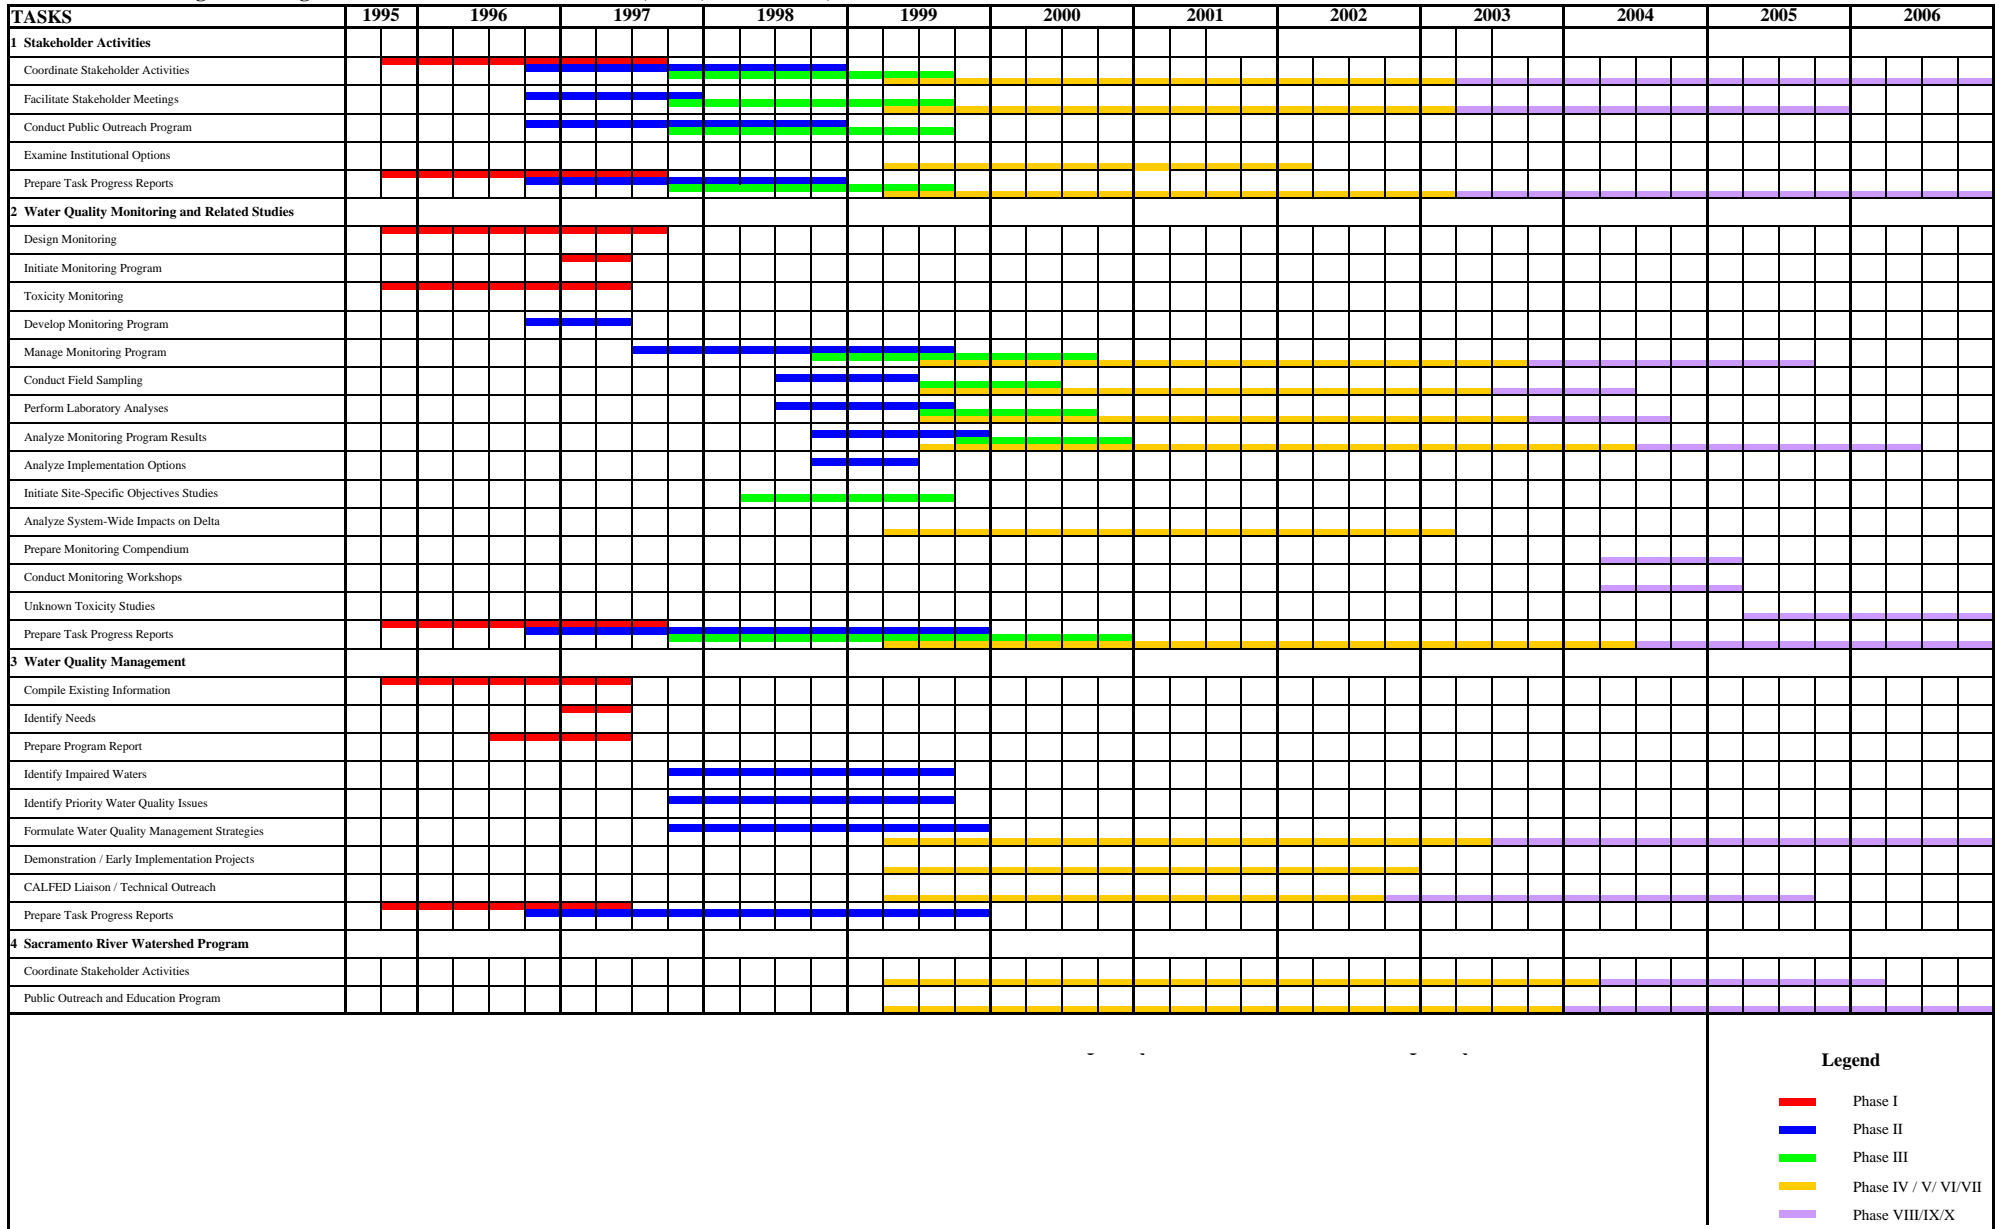 TASKS 1995 1996 1997 1998 1999 2000 2001 2002 2003 2004 2005 2006
1 Stakeholder Activities
Coordinate Stakeholder Activities
Facilitate Stakeholder Meetings
Conduct Public Outreach Program
Examine Institutional Options
Prepare Task Progress Reports
2 Water Quality Monitoring and Related Studies
Design Monitoring
Initiate Monitoring Program
Toxicity Monitoring
Develop Monitoring Program
Manage Monitoring Program
Conduct Field Sampling
Perform Laboratory Analyses
Analyze Monitoring Program Results
Analyze Implementation Options
Initiate Site-Specific Objectives Studies
Analyze System-Wide Impacts on Delta
Prepare Monitoring Compendium
Conduct Monitoring Workshops
Unknown Toxicity Studies
Prepare Task Progress Reports
3 Water Quality Management
Compile Existing Information
Identify Needs
Prepare Program Report
Identify Impaired Waters
Identify Priority Water Quality Issues
Formulate Water Quality Management Strategies
Demonstration / Early Implementation Projects
CALFED Liaison / Technical Outreach
Prepare Task Progress Reports
4 Sacramento River Watershed Program
Coordinate Stakeholder Activities
Public Outreach and Education Program
Legend
Phase I
Phase II
Phase III
Phase IV / V/ VI/VII
Phase VIII/IX/X